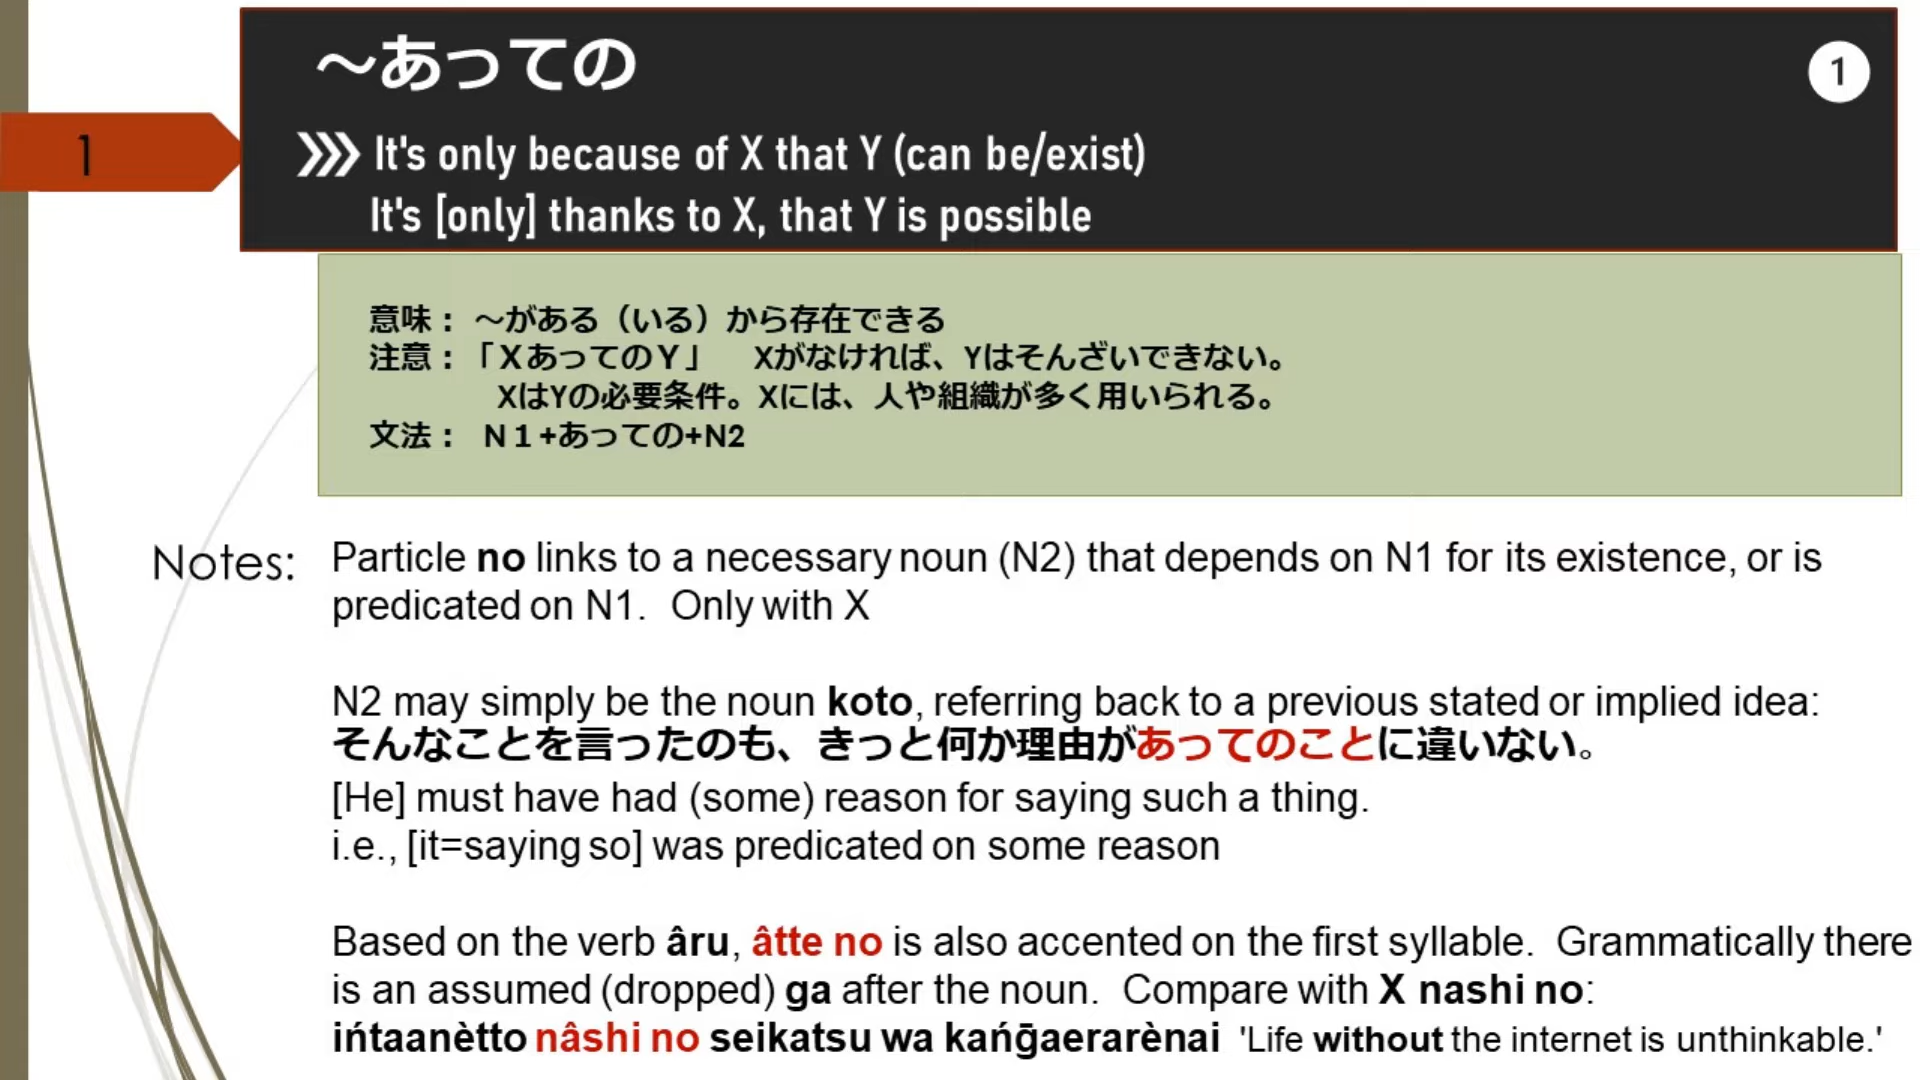 ～あっての
1
1
It's only because of X that Y (can be/exist)
It's [only] thanks to X, that Y is possible
意味： ～がある（いる）から存在できる
注意：「ＸあってのＹ」 Xがなければ、Yはそんざいできない。
XはYの必要条件。Xには、人や組織が多く用いられる。
文法： Ｎ１+あっての+N2
Notes:
Particle no links to a necessary noun (N2) that depends on N1 for its existence, or is
predicated on N1. Only with X
N2 may simply be the noun koto, referring back to a previous stated or implied idea:
そんなことを言ったのも、きっと何か理由があってのことに違いない。
[He] must have had (some) reason for saying such a thing.
i.e., [it=saying so] was predicated on some reason
Based on the verb âru, âtte no is also accented on the first syllable. Grammatically there
is an assumed (dropped) ga after the noun. Compare with X nashi no:
ińtaanètto nâshi no seikatsu wa kańḡaerarènai 'Life without the internet is unthinkable.'